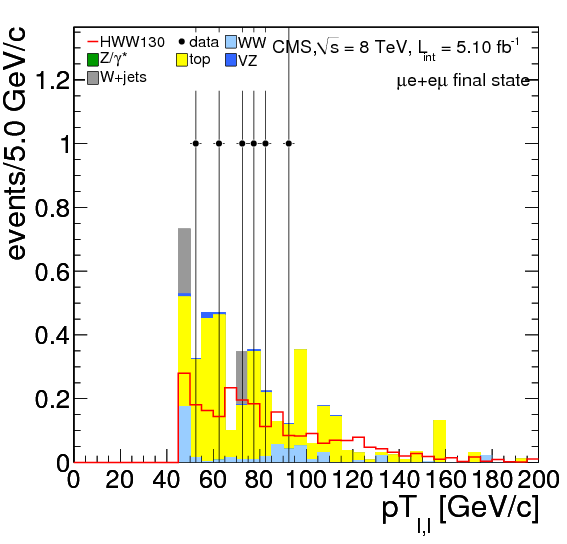 HWW130 data WW CMS,√s = 8 TeV, Lint = 5.10 fb-1
Z/γ* top VZ
W+jets μe+eμ final state
events/5.0 GeV/c
1.2
1
0.8
0.6
0.4
0.2
0
0 20 40 60 80 100 120 140 160 180 200
pTl,l [GeV/c]